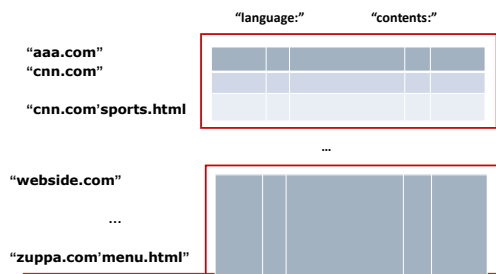 “language:” “contents:”
“aaa.com”
“cnn.com”
“cnn.com’sports.html
...
“webside.com”
...
“zuppa.com’menu.html”